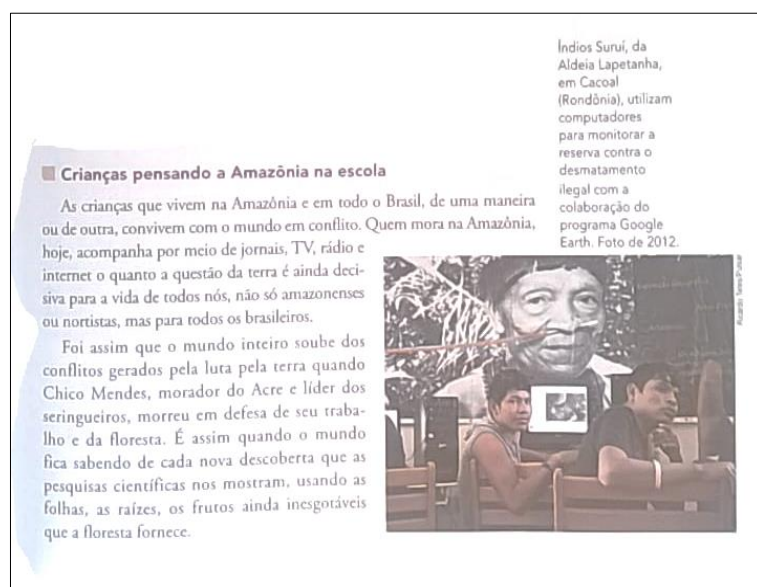 Índios Suruí, da
Aldeia Lapetanha,
em Cacoal
(Rondônia), utilizam
computadores
para monitorar a
reserva contra o
desmatamento
ilegal com a
colaboração do
programa Google
Earth. Foto de 2012.
Crianças pensando a Amazônia na escola
As crianças que vivem na Amazônia e em todo o Brasil, de uma maneira
ou de outra, convivem com o mundo em conflito. Quem mora na Amazônia,
hoje, acompanha por meio de jornais, TV, rádio e
internet o quanto a questão da terra é ainda deci-
siva para a vida de todos nós, não só amazonenses
ou nortistas, mas para todos os brasileiros.
Foi assim que o mundo inteiro soube dos
conflitos gerados pela luta pela terra quando
Chico Mendes, morador do Acre e líder dos
seringueiros, morreu em defesa de seu traba-
lho e da floresta. É assim quando o mundo
fica sabendo de cada nova descoberta que as
pesquisas científicas nos mostram, usando as
folhas, as raízes, os frutos ainda inesgotáveis
que a floresta fornece.